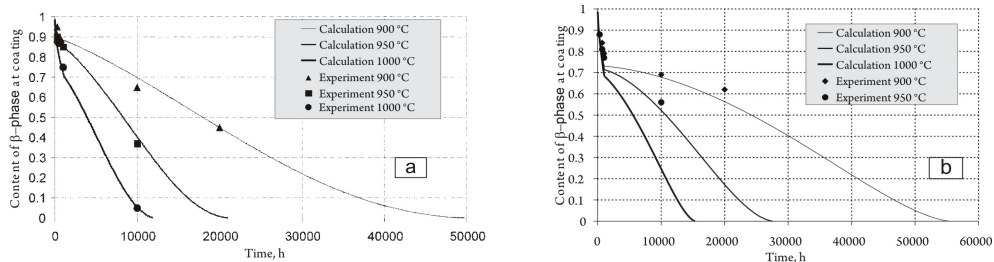 Content of β–phase at coating
1
0.9
0.8
0.7
0.6
0.5
0.4
0.3
0.2
0.1
0
0
10000
20000
30000
40000
50000
Time, h
Calculation 900 °C
Calculation 950 °C
Calculation 1000 °C
Experiment 900 °C
Experiment 950 °C
Experiment 1000 °C
a
Content of β–phase at coating
1
0.9
0.8
0.7
0.6
0.5
0.4
0.3
0.2
0.1
0
0
10000
20000
30000
40000
50000
60000
Time, h
Calculation 900 °C
Calculation 950 °C
Calculation 1000 °C
Experiment 900 °C
Experiment 950 °C
b